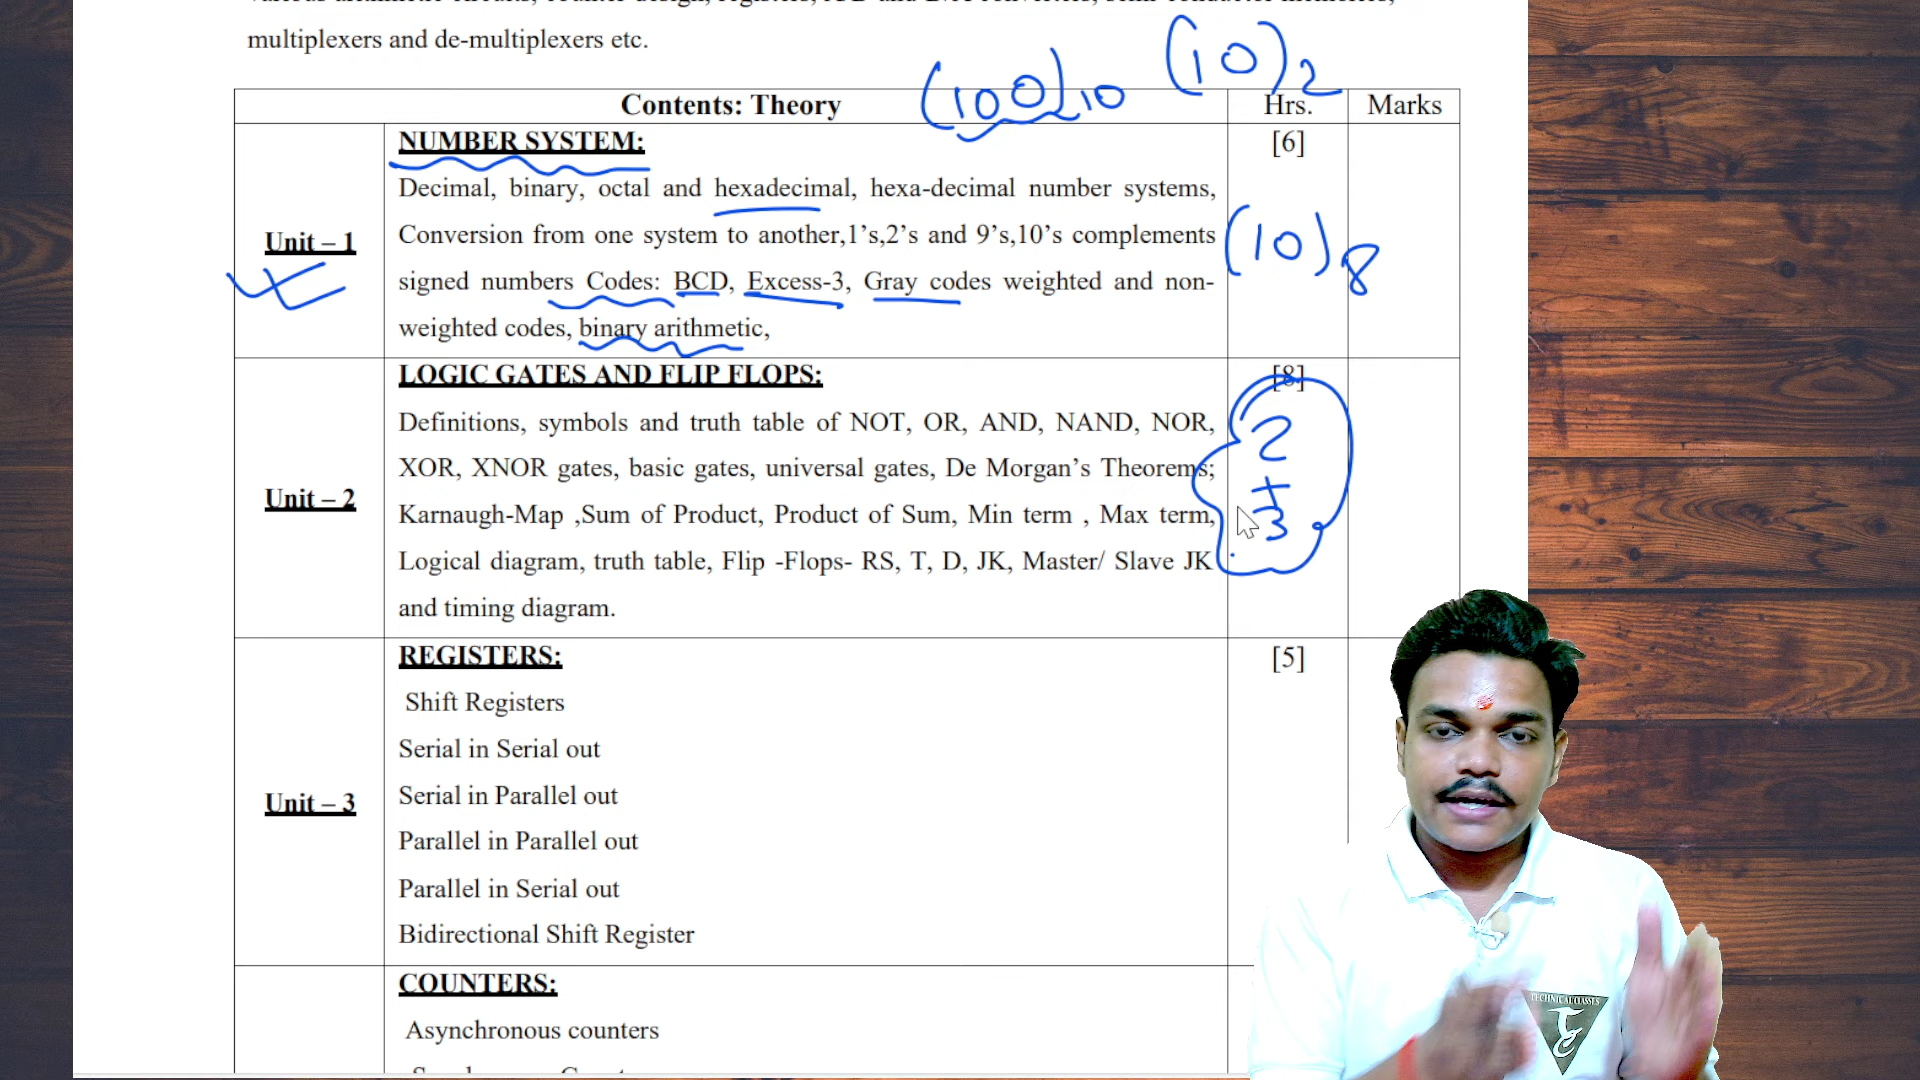 multiplexers and de-multiplexers etc.
(100)10 (10)2
Contents: Theory Hrs. Marks
NUMBER SYSTEM: [6]
Decimal, binary, octal and hexadecimal, hexa-decimal number systems,
Unit – 1 Conversion from one system to another,1’s,2’s and 9’s,10’s complements (10)8
signed numbers Codes: BCD, Excess-3, Gray codes weighted and non-
weighted codes, binary arithmetic,
LOGIC GATES AND FLIP FLOPS: [8]
Definitions, symbols and truth table of NOT, OR, AND, NAND, NOR, 2
XOR, XNOR gates, basic gates, universal gates, De Morgan’s Theorems; +
Unit – 2 Karnaugh-Map ,Sum of Product, Product of Sum, Min term , Max term, 3
Logical diagram, truth table, Flip -Flops- RS, T, D, JK, Master/ Slave JK
and timing diagram.
REGISTERS: [5]
Shift Registers
Serial in Serial out
Unit – 3 Serial in Parallel out
Parallel in Parallel out
Parallel in Serial out
Bidirectional Shift Register
COUNTERS:
Asynchronous counters
TECHNICAL CLASSES